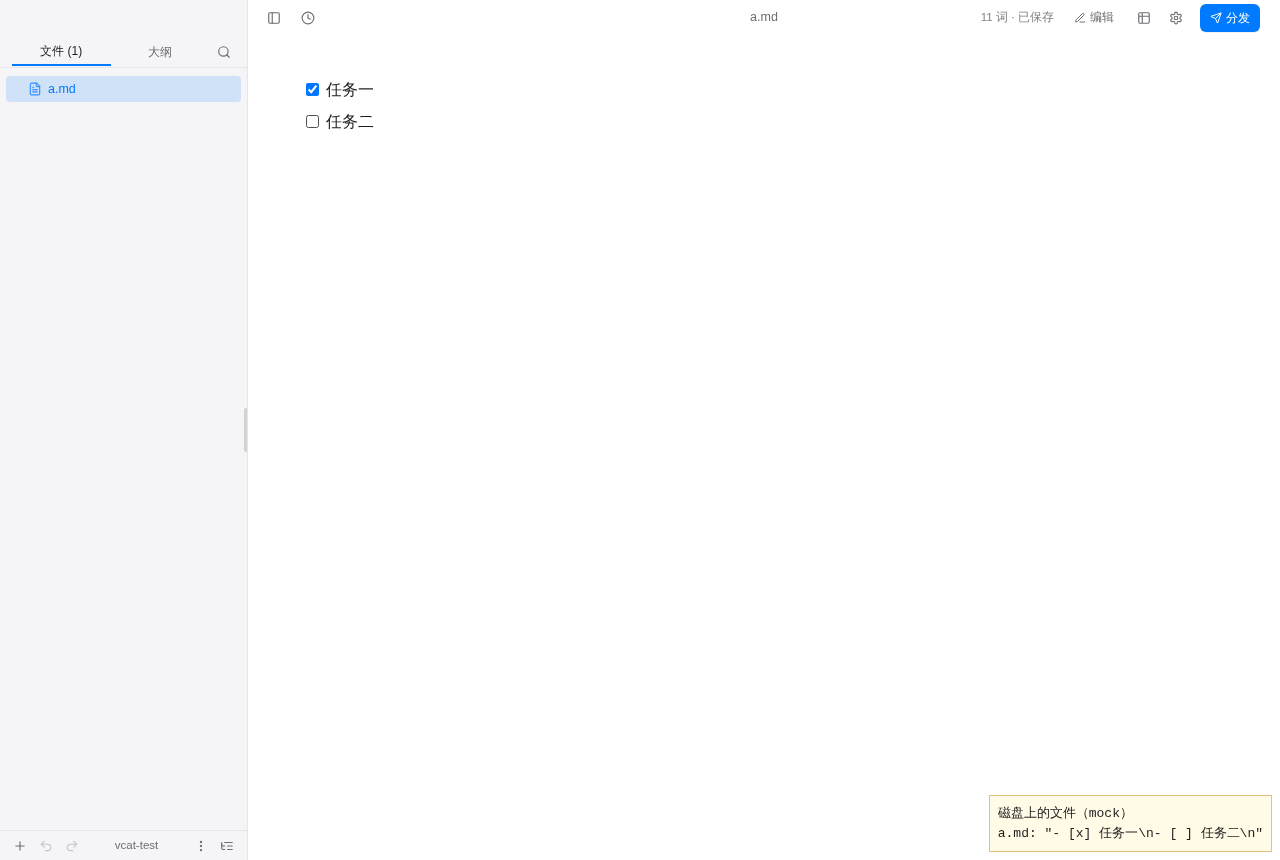 a.md
11 词 · 已保存
编辑
分发
文件 (1)
大纲
a.md
任务一
任务二
磁盘上的文件（mock）
a.md: "- [x] 任务一\n- [ ] 任务二\n"
vcat-test